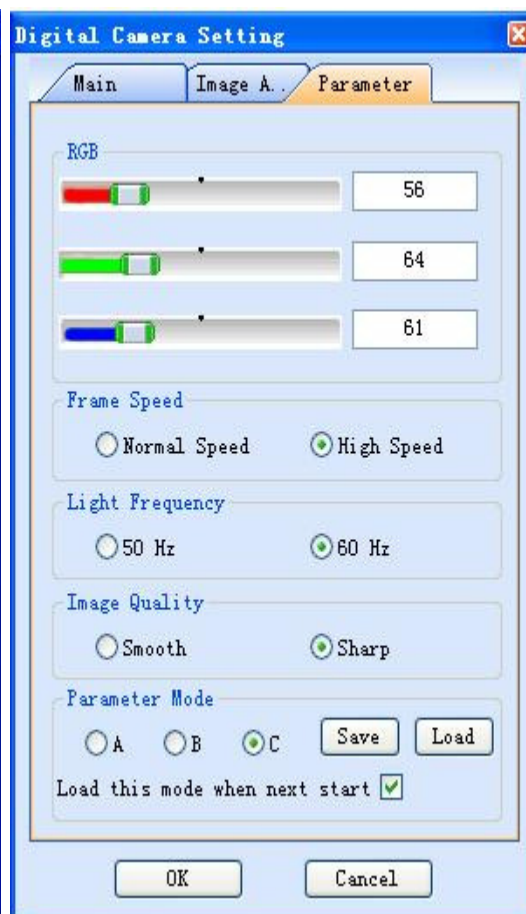 Digital Camera Setting
Main Image A.. Parameter
RGB
56
64
61
Frame Speed
Normal Speed High Speed
Light Frequency
50 Hz 60 Hz
Image Quality
Smooth Sharp
Parameter Mode
A B C Save Load
Load this mode when next start
OK Cancel